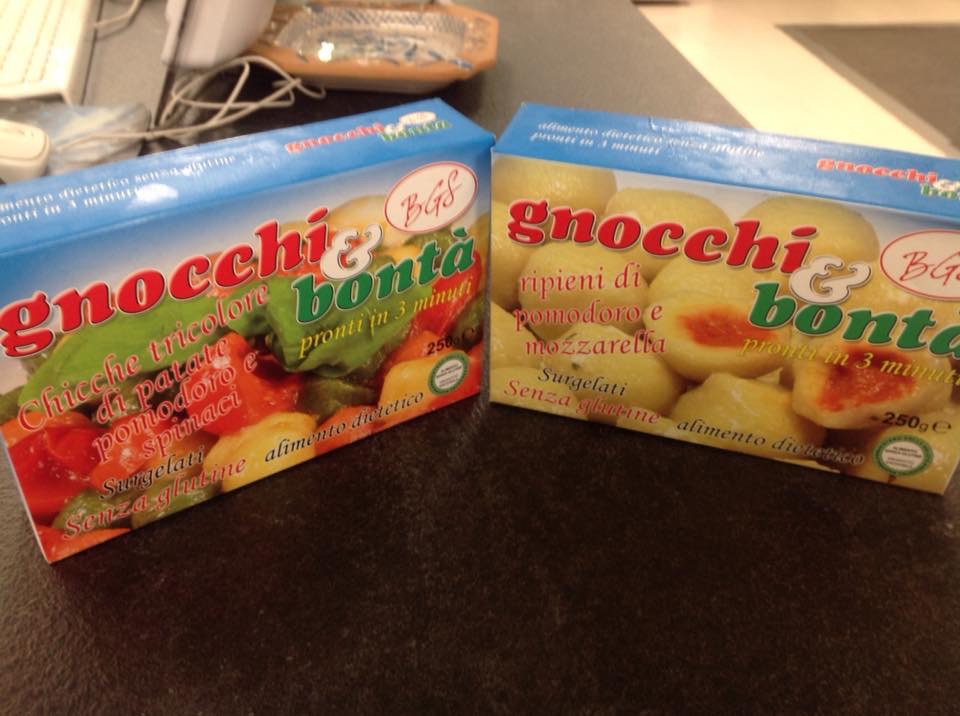 alimento dietetico senza glutine
pronti in 3 minuti
gnocchi &
bontà
BGS
gnocchi
&
bontà
pronti in 3 minuti
Chicche tricolore
di patate
pomodoro e
spinaci
250
Surgelati
Senza glutine
alimento dietetico
alimento dietetico senza glutine
pronti in 3 minuti
gnocchi &
BGS
gnocchi
&
bontà
pronti in 3 minuti
ripieni di
pomodoro e
mozzarella
Surgelati
Senza glutine
alimento dietetico
250g e